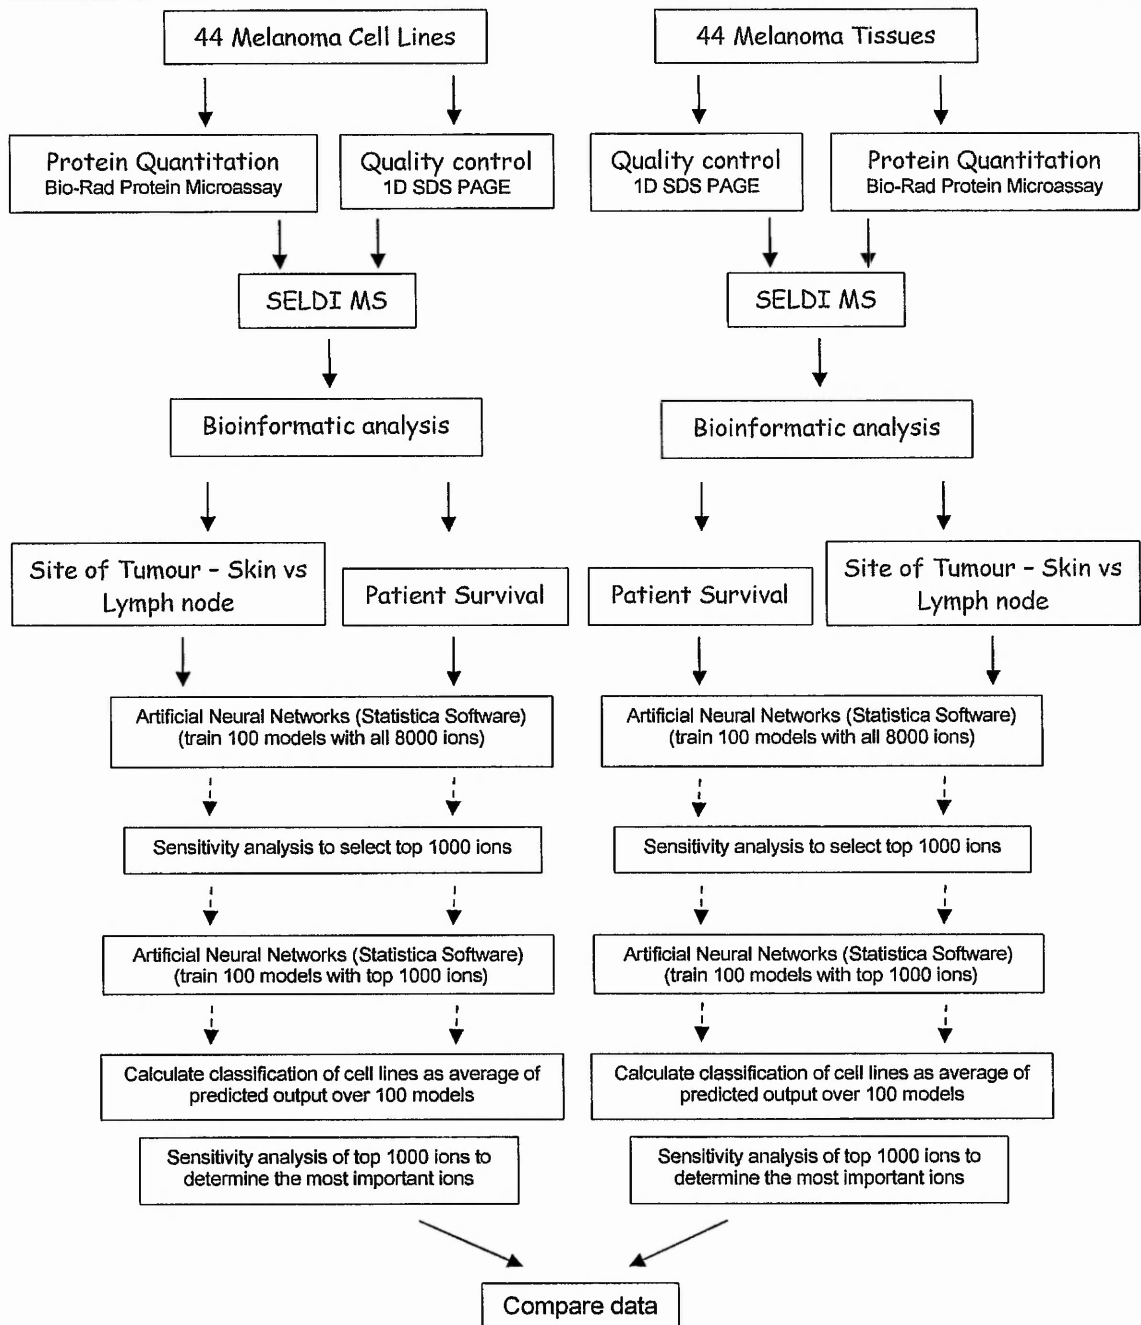 44 Melanoma Cell Lines
44 Melanoma Tissues
Protein Quantitation
Bio-Rad Protein Microassay
Quality control
1D SDS PAGE
Quality control
1D SDS PAGE
Protein Quantitation
Bio-Rad Protein Microassay
SELDI MS
SELDI MS
Bioinformatic analysis
Bioinformatic analysis
Site of Tumour – Skin vs
Lymph node
Patient Survival
Patient Survival
Site of Tumour – Skin vs
Lymph node
Artificial Neural Networks (Statistica Software)
(train 100 models with all 8000 ions)
Artificial Neural Networks (Statistica Software)
(train 100 models with all 8000 ions)
Sensitivity analysis to select top 1000 ions
Sensitivity analysis to select top 1000 ions
Artificial Neural Networks (Statistica Software)
(train 100 models with top 1000 ions)
Artificial Neural Networks (Statistica Software)
(train 100 models with top 1000 ions)
Calculate classification of cell lines as average of
predicted output over 100 models
Calculate classification of cell lines as average of
predicted output over 100 models
Sensitivity analysis of top 1000 ions to
determine the most important ions
Sensitivity analysis of top 1000 ions to
determine the most important ions
Compare data